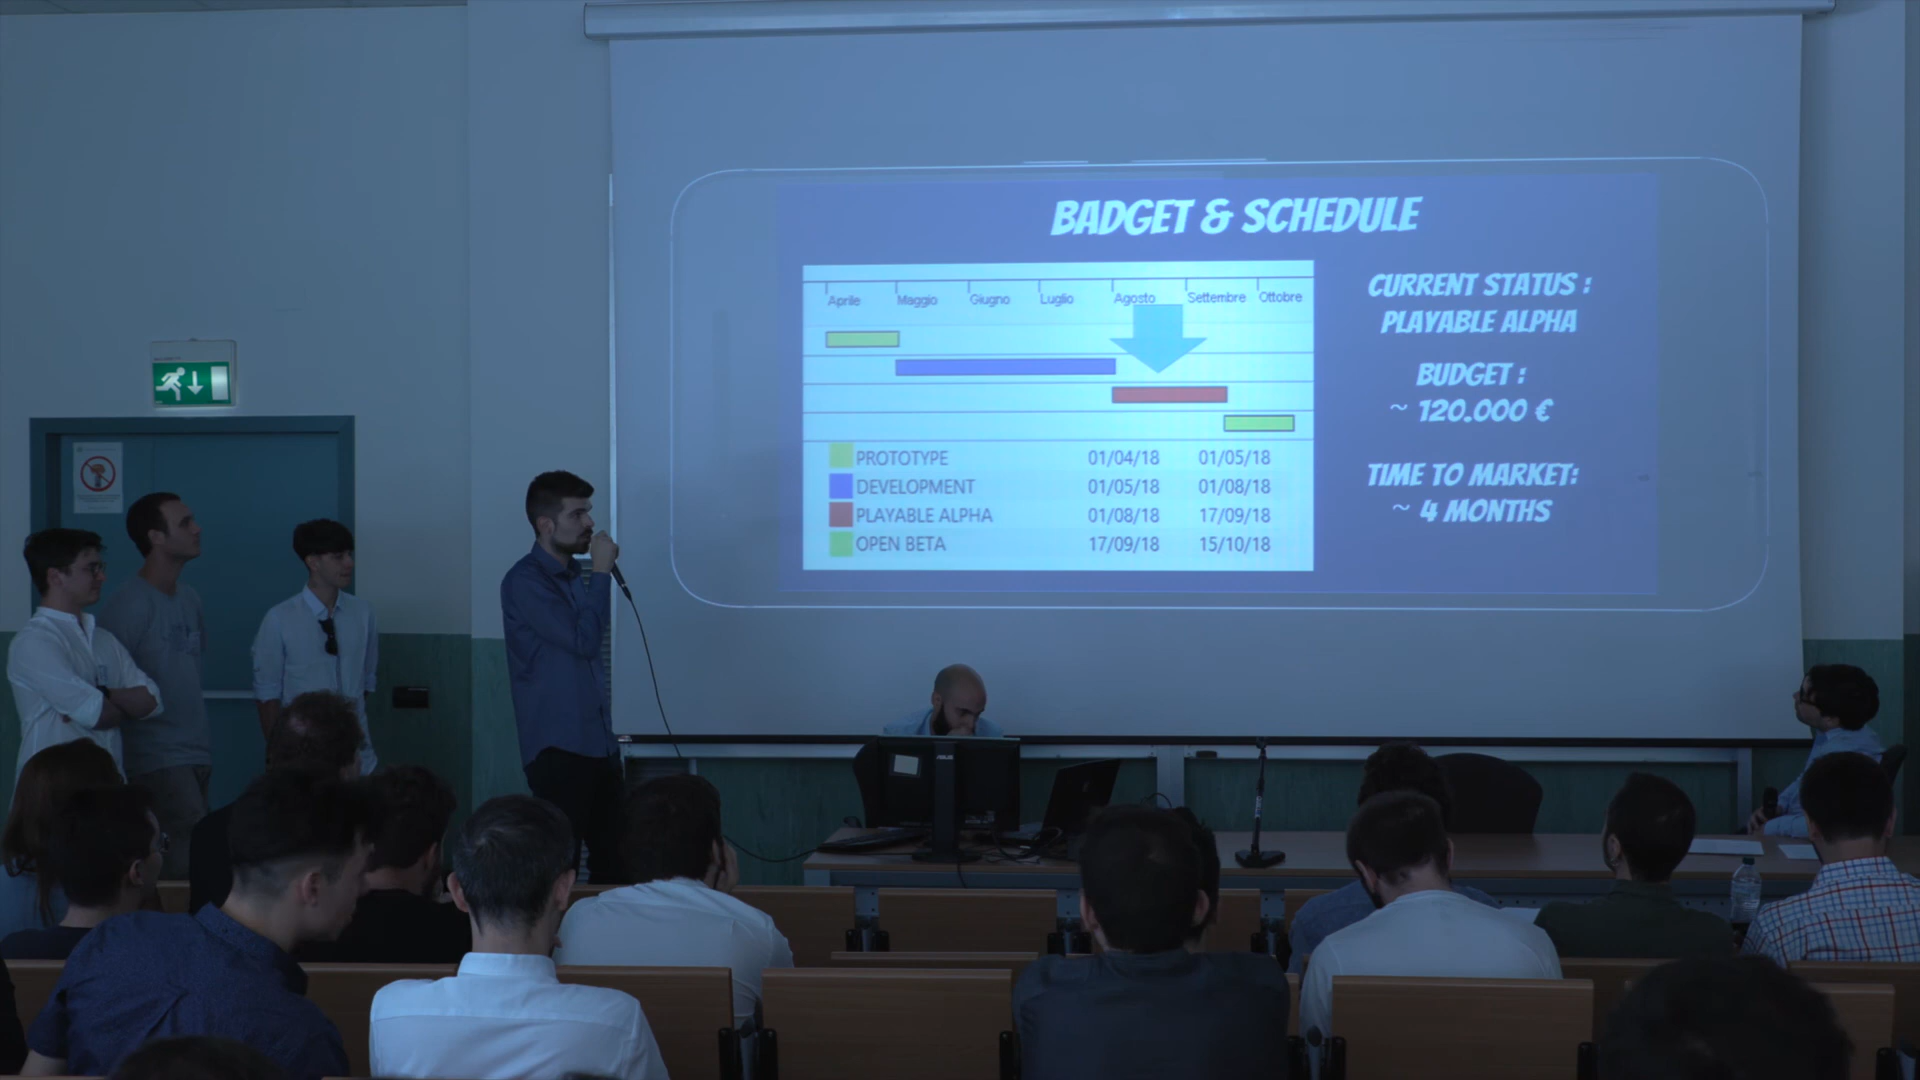 BADGET & SCHEDULE
Aprile Maggio Giugno Luglio Agosto Settembre Ottobre
PROTOTYPE 01/04/18 01/05/18
DEVELOPMENT 01/05/18 01/08/18
PLAYABLE ALPHA 01/08/18 17/09/18
OPEN BETA 17/09/18 15/10/18
CURRENT STATUS :
PLAYABLE ALPHA
BUDGET :
~ 120.000 €
TIME TO MARKET:
~ 4 MONTHS
ASUS